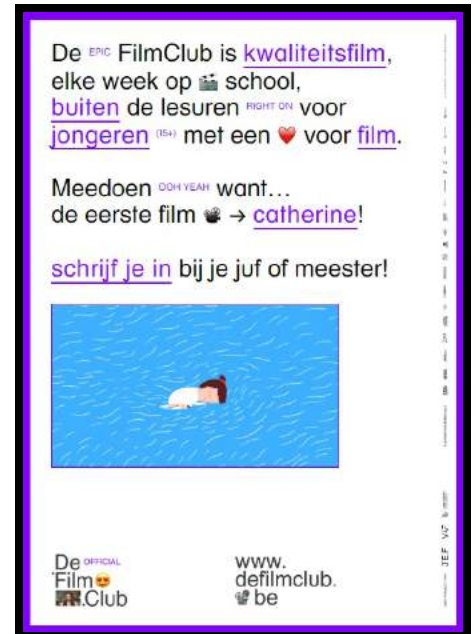 De EPIC FilmClub is kwaliteitsfilm,
elke week op 🎬 school,
buiten de lesuren RIGHT ON voor
jongeren (15+) met een ❤️ voor film.
Meedoen OOH YEAH want...
de eerste film 📽 → catherine!
schrijf je in bij je juf of meester!
De OFFICIAL
Film😍
.Club
www.
defilmclub.
📽 be
JEF